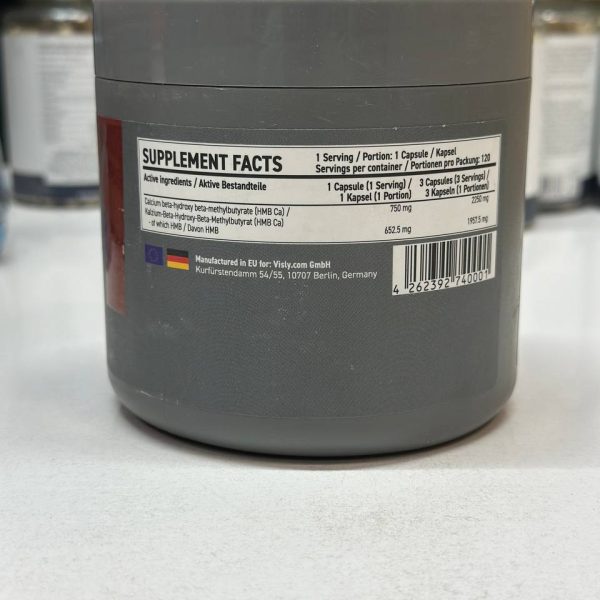 SUPPLEMENT FACTS
1 Serving / Portion: 1 Capsule / Kapsel
Servings per container / Portionen pro Packung: 120
Active Ingredients / Aktive Bestandteile
1 Capsule (1 Serving) /
1 Kapsel (1 Portion)
3 Capsules (3 Servings) /
3 Kapseln (1 Portionen)
Calcium beta-hydroxy beta-methylbutyrate (HMB Ca) /
Kalzium-Beta-Hydroxy-Beta-Methylbutyrat (HMB Ca)
750 mg
2250 mg
- of which HMB / Davon HMB
652.5 mg
1957.5 mg
Manufactured in EU for: Visly.com GmbH
Kurfürstendamm 54/55, 10707 Berlin, Germany
4 262392 740001